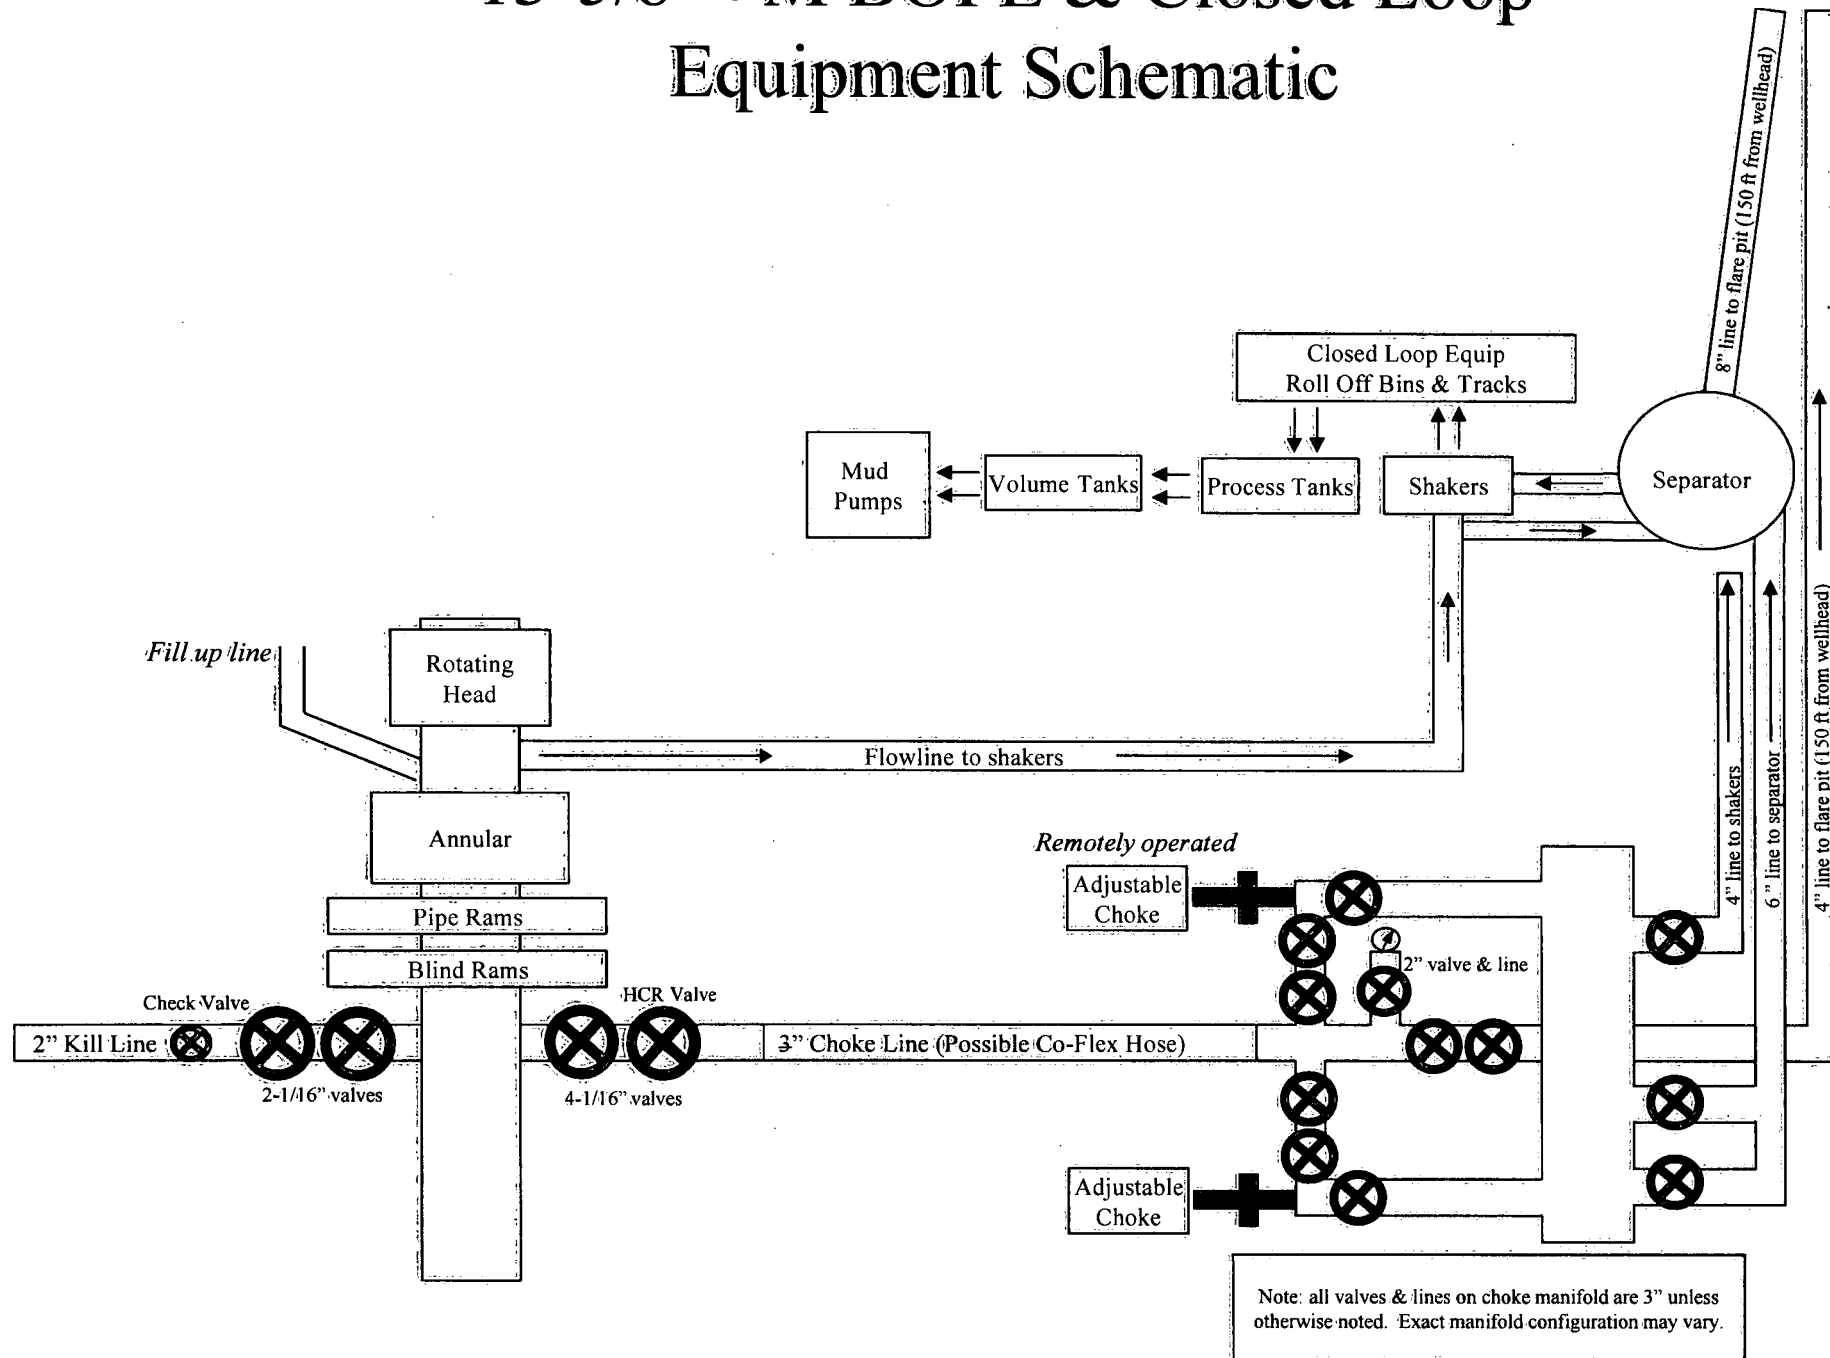 BOPE & Closed Loop
Equipment Schematic
8” line to flare pit (150 ft from wellhead)
Closed Loop Equip
Roll Off Bins & Tracks
Mud
Pumps
Volume Tanks
Process Tanks
Shakers
Separator
Fill up line
Rotating
Head
Flowline to shakers
Annular
Pipe Rams
Blind Rams
Remotely operated
Adjustable
Choke
4” line to shakers
6” line to separator
4” line to flare pit (150 ft from wellhead)
2” valve & line
Check Valve
HCR Valve
2” Kill Line
3” Choke Line (Possible Co-Flex Hose)
2-1/16” valves
4-1/16” valves
Adjustable
Choke
Note: all valves & lines on choke manifold are 3” unless
otherwise noted. Exact manifold configuration may vary.